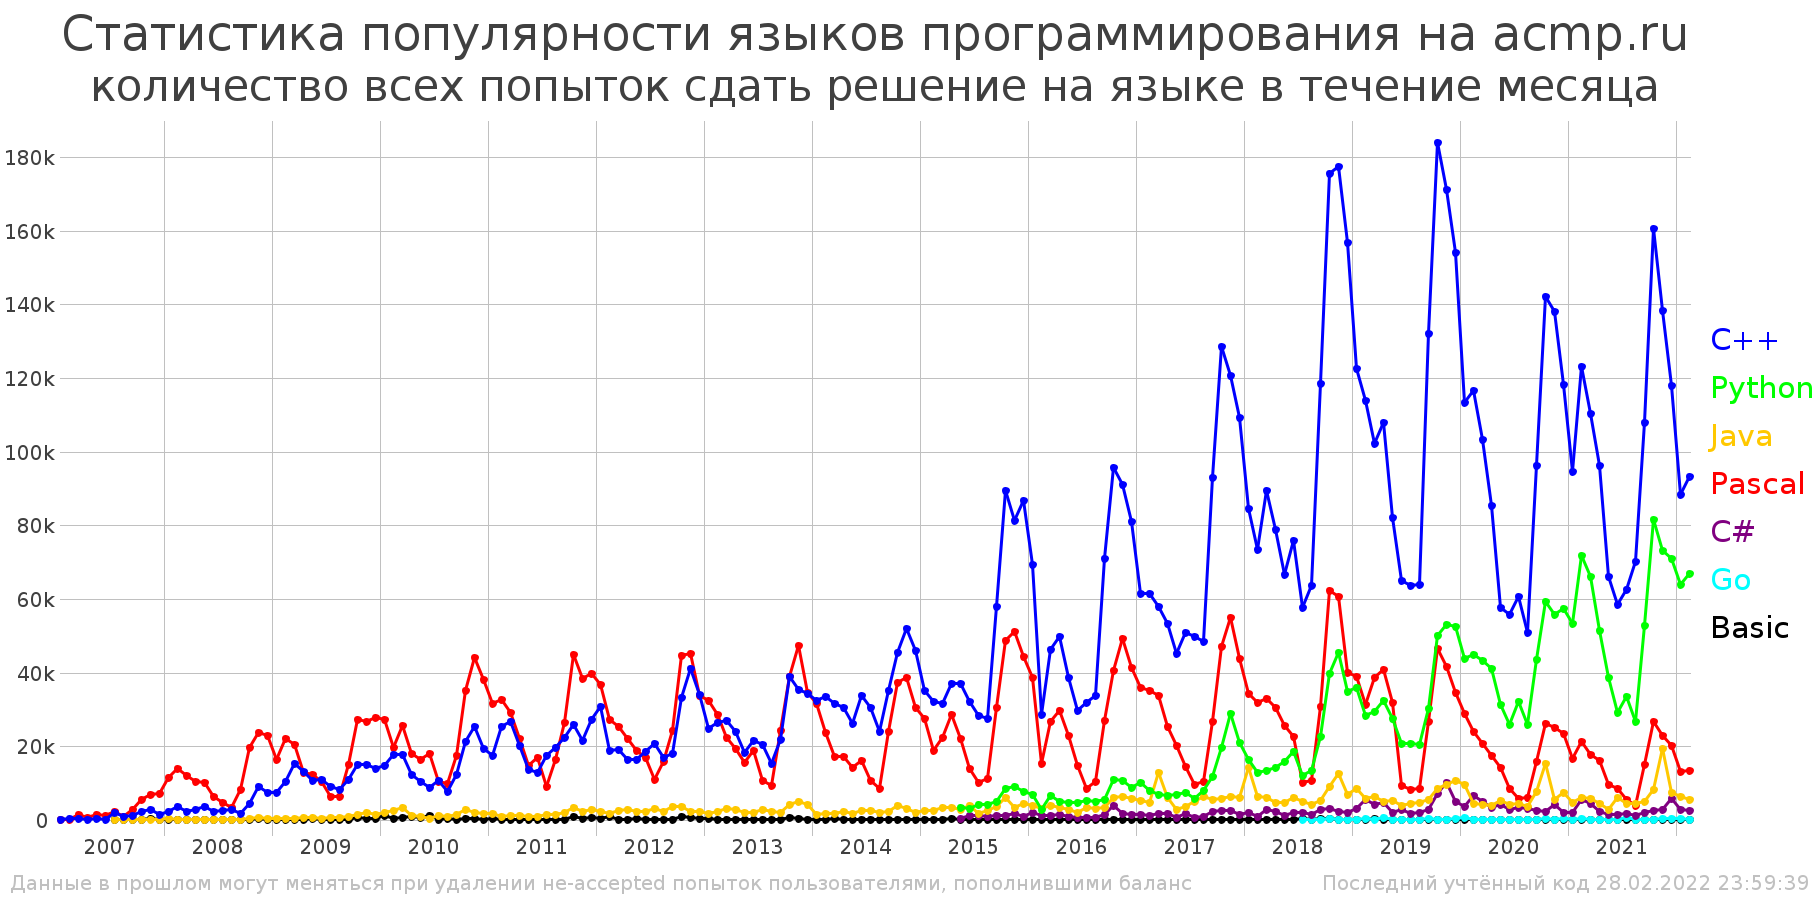 Статистика популярности языков программирования на acmp.ru
количество всех попыток сдать решение на языке в течение месяца
180k
160k
140k
120k
100k
80k
60k
40k
20k
0
C++
Python
Java
Pascal
C#
Go
Basic
2007 2008 2009 2010 2011 2012 2013 2014 2015 2016 2017 2018 2019 2020 2021
Данные в прошлом могут меняться при удалении не-accepted попыток пользователями, пополнившими баланс
Последний учтённый код 28.02.2022 23:59:39